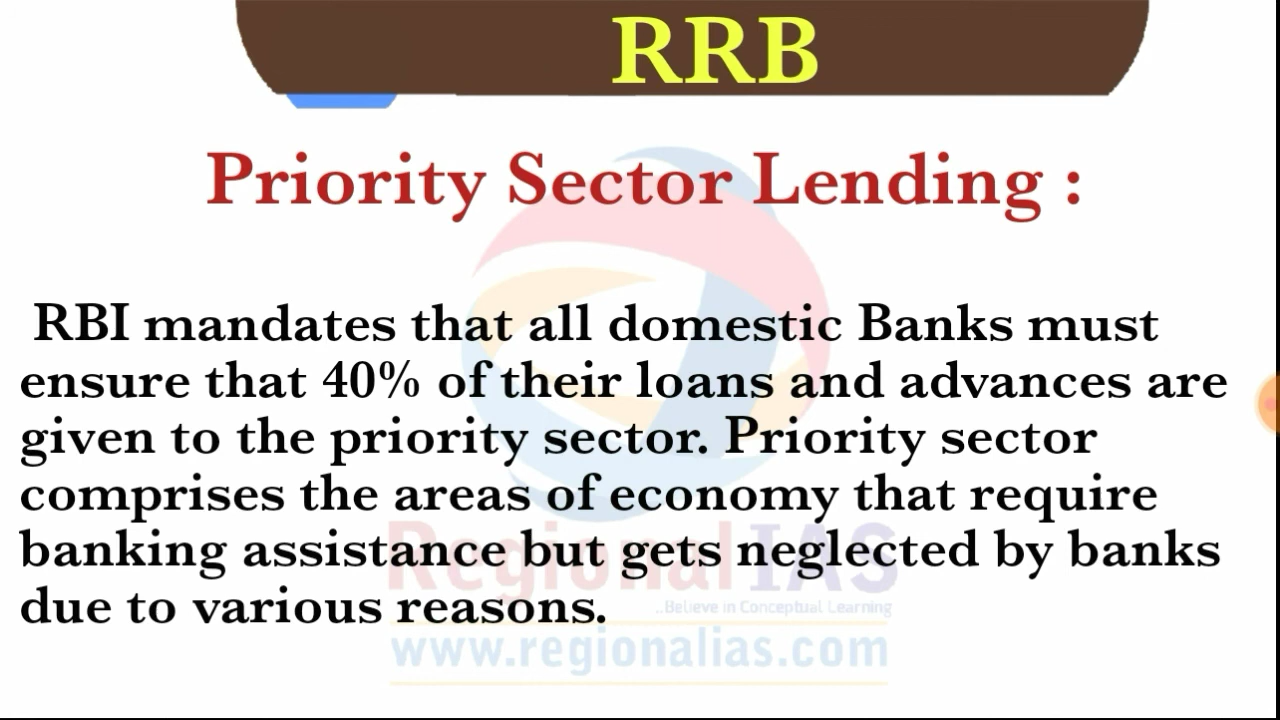 RRB
Priority Sector Lending :
RBI mandates that all domestic Banks must
ensure that 40% of their loans and advances are
given to the priority sector. Priority sector
comprises the areas of economy that require
banking assistance but gets neglected by banks
due to various reasons.
Regional IAS
..Believe in Conceptual Learning
www.regionalias.com